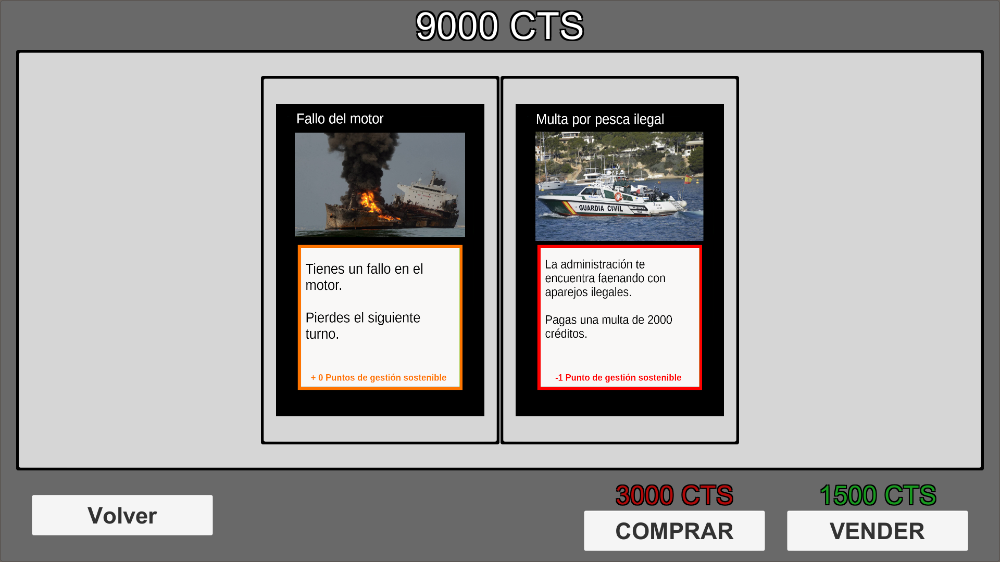 9000 CTS
Fallo del motor
Tienes un fallo en el
motor.
Pierdes el siguiente
turno.
+ 0 Puntos de gestión sostenible
Multa por pesca ilegal
GUARDIA CIVIL
La administración te
encuentra faenando con
aparejos ilegales.
Pagas una multa de 2000
créditos.
-1 Punto de gestión sostenible
Volver
3000 CTS
COMPRAR
1500 CTS
VENDER